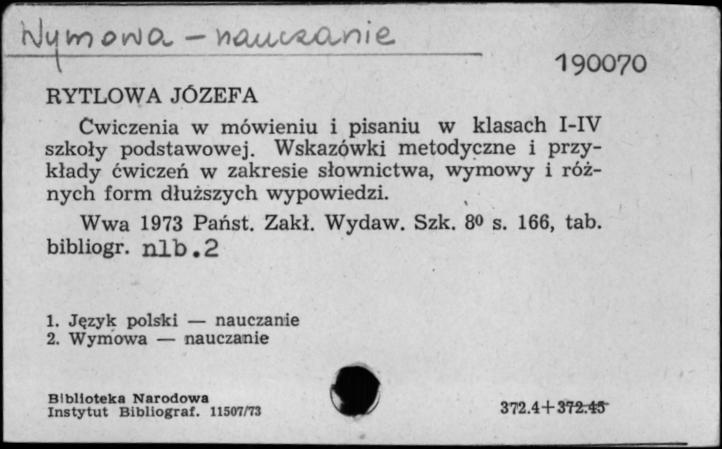 Wymowa – nauczanie
190070
RYTLOWA JÓZEFA
Ćwiczenia w mówieniu i pisaniu w klasach I-IV
szkoły podstawowej. Wskazówki metodyczne i przy-
kłady ćwiczeń w zakresie słownictwa, wymowy i róż-
nych form dłuższych wypowiedzi.
Wwa 1973 Państ. Zakł. Wydaw. Szk. 8⁰ s. 166, tab.
bibliogr. nlb.2
1. Język polski — nauczanie
2. Wymowa — nauczanie
Biblioteka Narodowa
Instytut Bibliograf. 11507/73
372.4+372.45